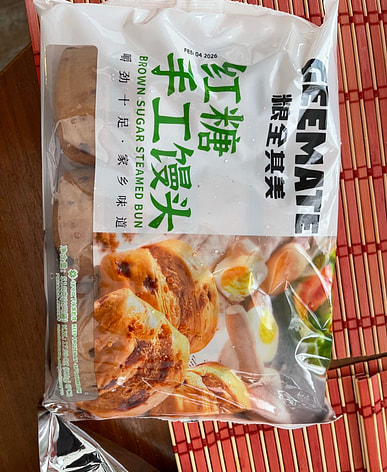 FEB 04 2026
GEEMATE
粮全其美
红糖
手工馒头
BROWN SUGAR STEAMED BUN
嚼劲十足·家乡味道